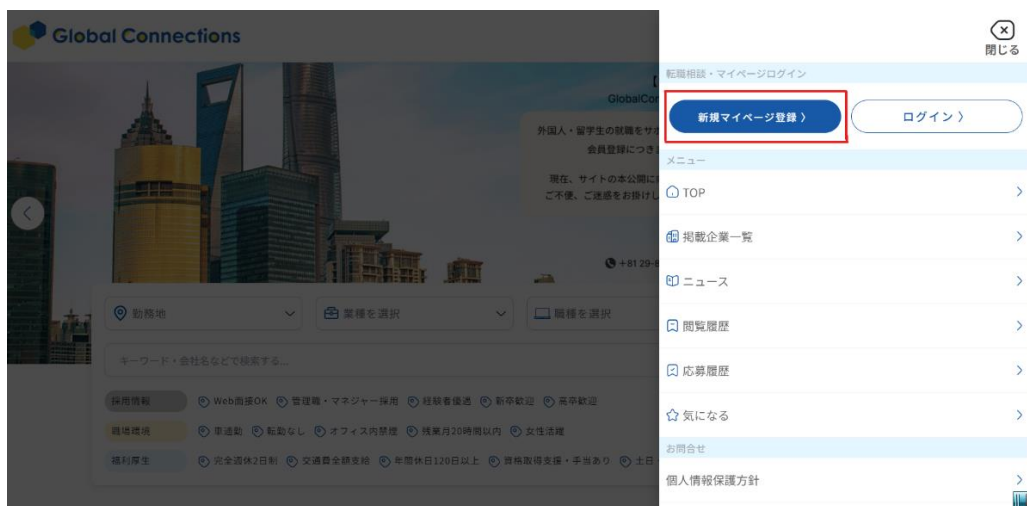 Global Connections
GlobalCo
外国人・留学生の就職をサ
会員登録につき
現在、サイトの本公開に
ご不便、ご迷惑をお掛けし
+81 29-8
勤務地
業種を選択
職種を選択
キーワード・会社名などで検索する...
採用情報 Web面接OK 管理職・マネジャー採用 経験者優遇 新卒歓迎 高卒歓迎
職場環境 車通勤 転勤なし オフィス内禁煙 残業月20時間以内 女性活躍
福利厚生 完全週休2日制 交通費全額支給 年間休日120日以上 資格取得支援・手当あり 土日
閉じる
転職相談・マイページログイン
新規マイページ登録 〉 ログイン 〉
メニュー
TOP
掲載企業一覧
ニュース
閲覧履歴
応募履歴
気になる
お問合せ
個人情報保護方針